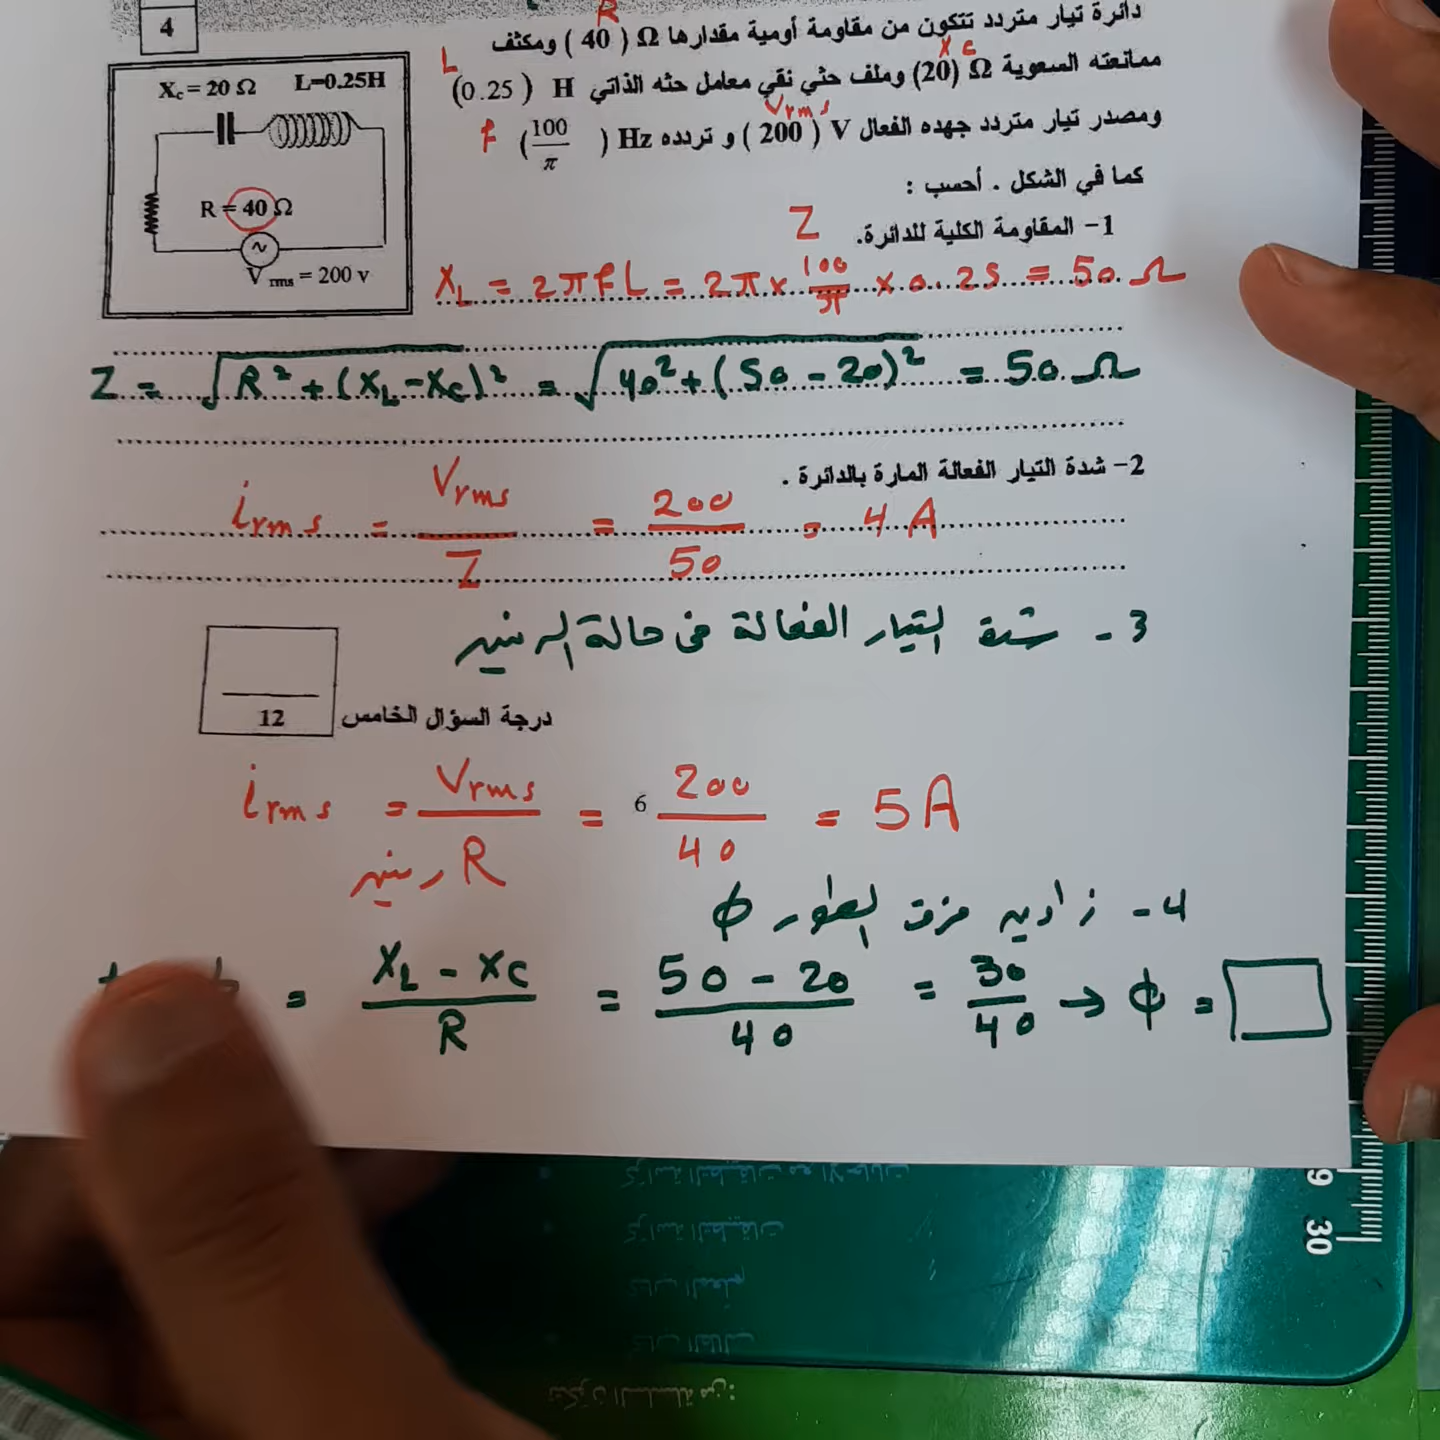 R
4
دائرة تيار متردد تتكون من مقاومة أومية مقدارها Ω ( 40 ) ومكثف
L X c
ممانعته السعوية Ω (20) وملف حثي نقي معامل حثه الذاتي H (0.25 )
Vrms
ومصدر تيار متردد جهده الفعال V ( 200 ) و تردده Hz ( 100/π ) f
كما في الشكل . أحسب :
Xc = 20 Ω L=0.25H
R = 40 Ω
V rms = 200 v
1- المقاومة الكلية للدائرة. Z
XL = 2πfL = 2π × 100/π × 0.25 = 50 Ω
Z = √R² + (XL - XC)² = √40² + (50 - 20)² = 50 Ω
2- شدة التيار الفعالة المارة بالدائرة .
irms = Vrms/Z = 200/50 = 4 A
3- شدة التيار الفعالة في حالة الرنين
12 درجة السؤال الخامس
irms = Vrms/R = 200/40 = 5A
رنين
6
4- زاوية فرق الطور ϕ
= XL - XC/R = 50 - 20/40 = 30/40 → ϕ =
9
30